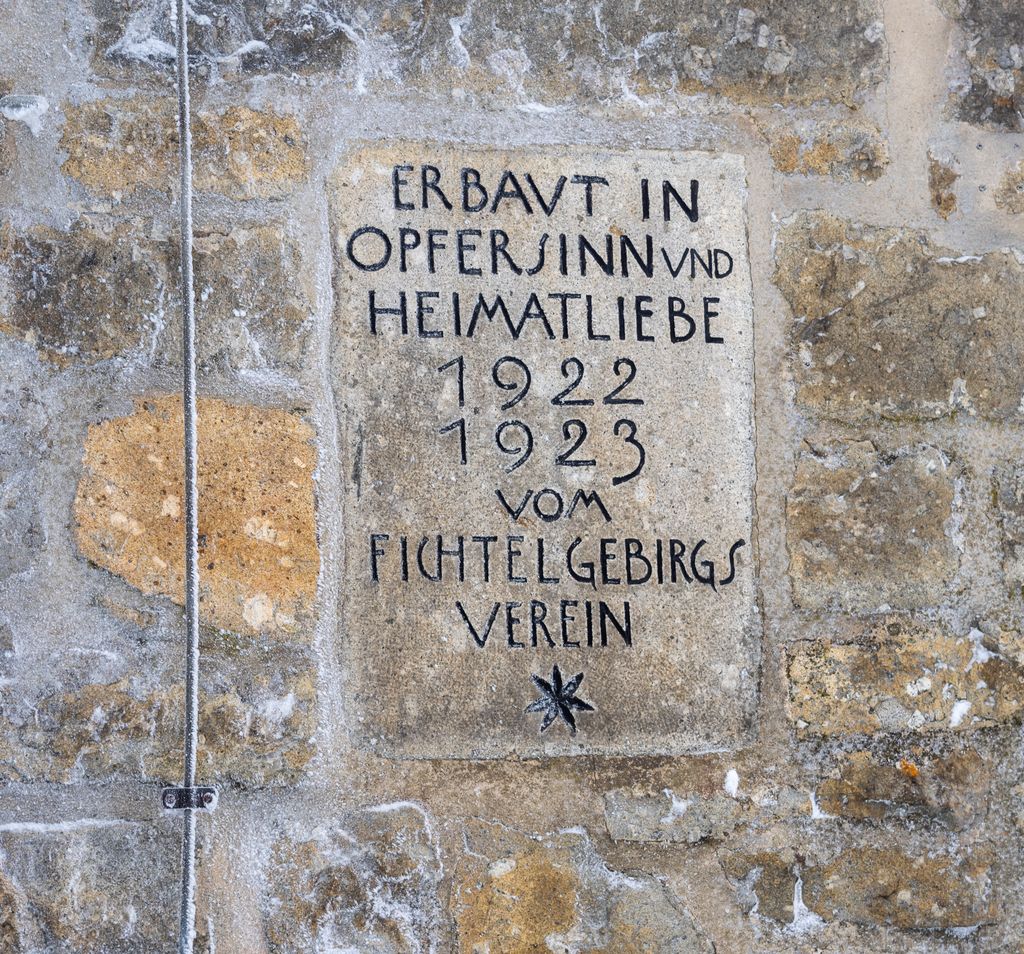 ERBAVT IN
OPFERSINN VND
HEIMATLIEBE
1922
1923
VOM
FICHTELGEBIRGS
VEREIN